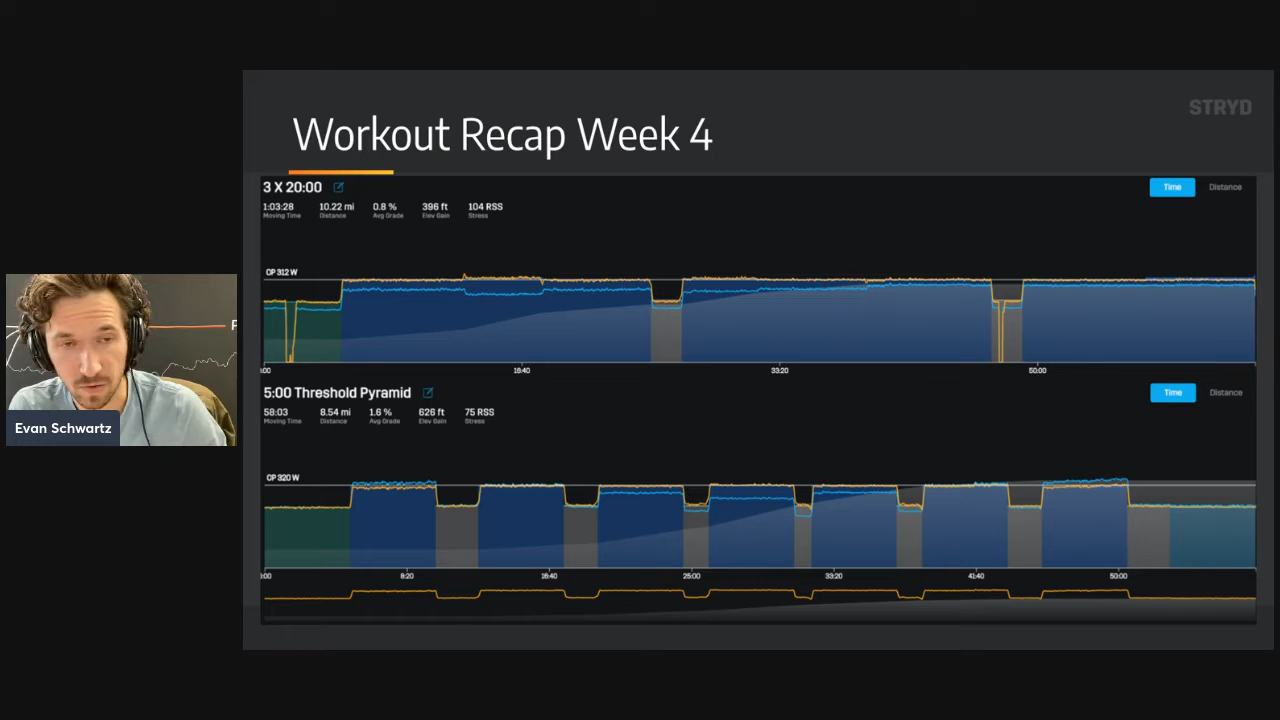 STRYD
Workout Recap Week 4
3 X 20:00
Time Distance
1:03:28 10.22 mi 0.8 % 396 ft 104 RSS
Moving Time Distance Avg Grade Elev Gain Stress
CP 312 W
18:40 33:20 50:00
5:00 Threshold Pyramid
Time Distance
58:03 8.54 mi 1.6 % 626 ft 75 RSS
Moving Time Distance Avg Grade Elev Gain Stress
CP 320 W
8:20 16:40 25:00 33:20 41:40 50:00
Evan Schwartz